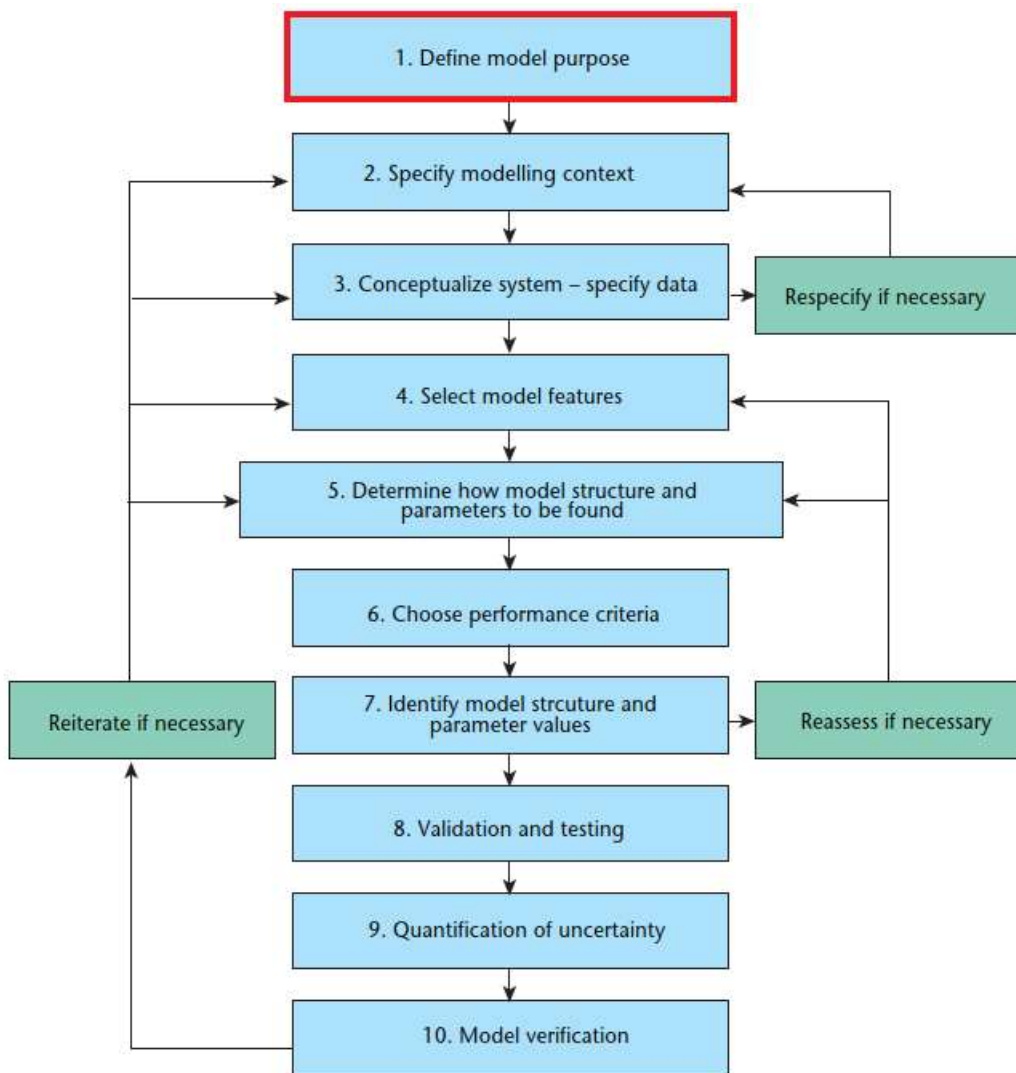 1. Define model purpose
2. Specify modelling context
3. Conceptualize system – specify data
Respecify if necessary
4. Select model features
5. Determine how model structure and
parameters to be found
6. Choose performance criteria
Reiterate if necessary
7. Identify model strcuture and
parameter values
Reassess if necessary
8. Validation and testing
9. Quantification of uncertainty
10. Model verification